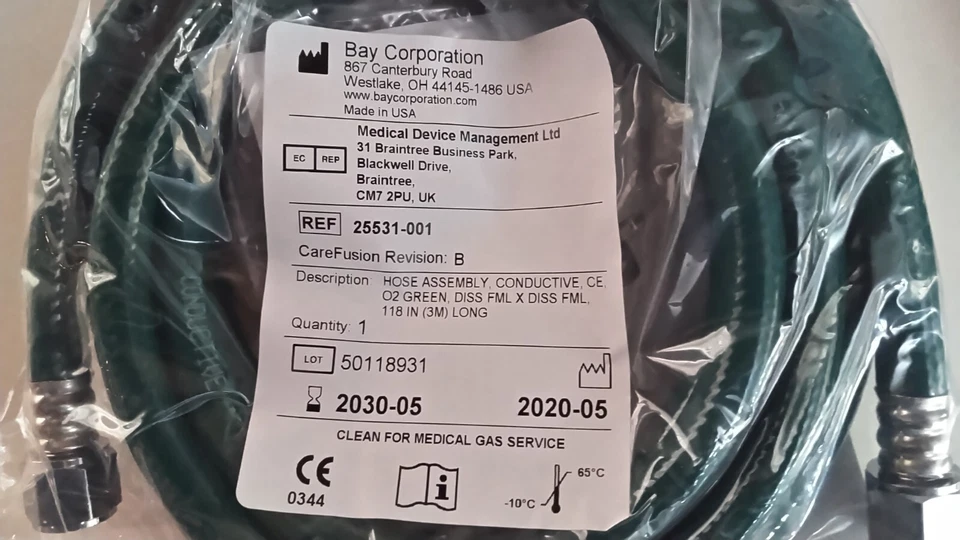 Bay Corporation
867 Canterbury Road
Westlake, OH 44145-1486 USA
www.baycorporation.com
Made in USA
Medical Device Management Ltd
31 Braintree Business Park,
EC REP
Blackwell Drive,
Braintree,
CM7 2PU, UK
REF 25531-001
CareFusion Revision: B
Description: HOSE ASSEMBLY, CONDUCTIVE, CE,
O2 GREEN, DISS FML X DISS FML,
118 IN (3M) LONG
Quantity: 1
LOT 50118931
2030-05 2020-05
CLEAN FOR MEDICAL GAS SERVICE
CE
0344
i
65°C
-10°C
CONDUCTIVE